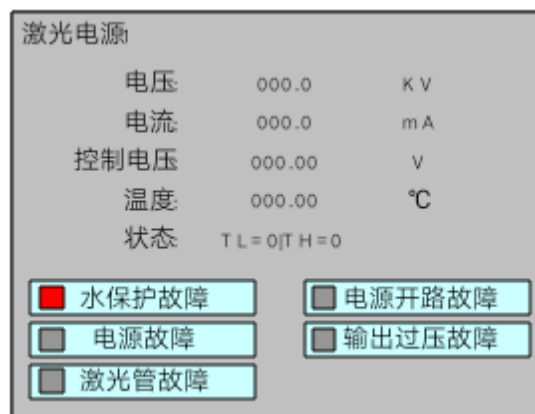 激光电源1
电压: 000.0 KV
电流: 000.0 mA
控制电压: 000.00 V
温度: 000.00 ℃
状态: TL=0|TH=0
水保护故障 电源开路故障
电源故障 输出过压故障
激光管故障